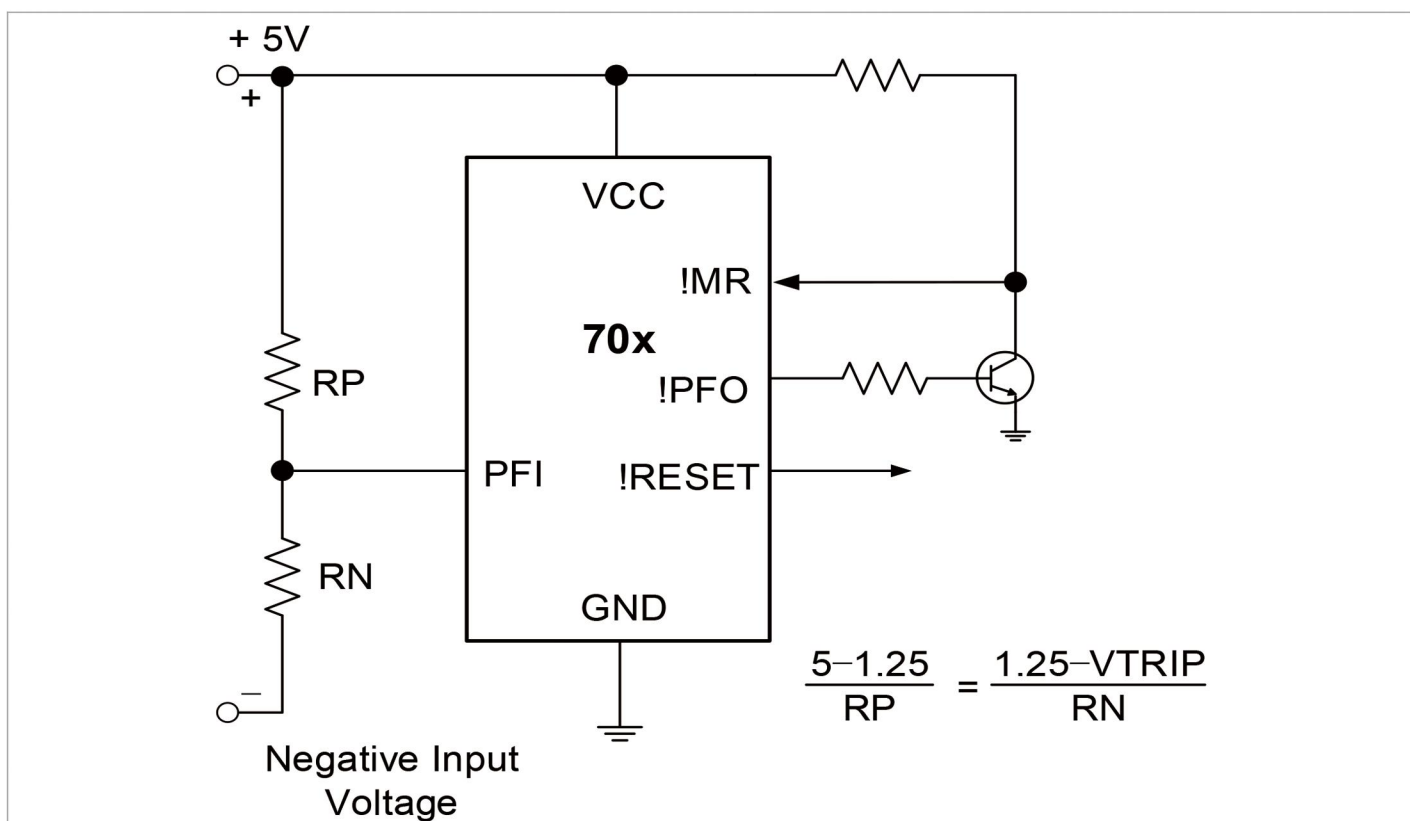 + 5V
+
VCC
!MR
70x
RP
!PFO
PFI
!RESET
RN
GND
5–1.25
RP
=
1.25–VTRIP
RN
–
Negative Input
Voltage